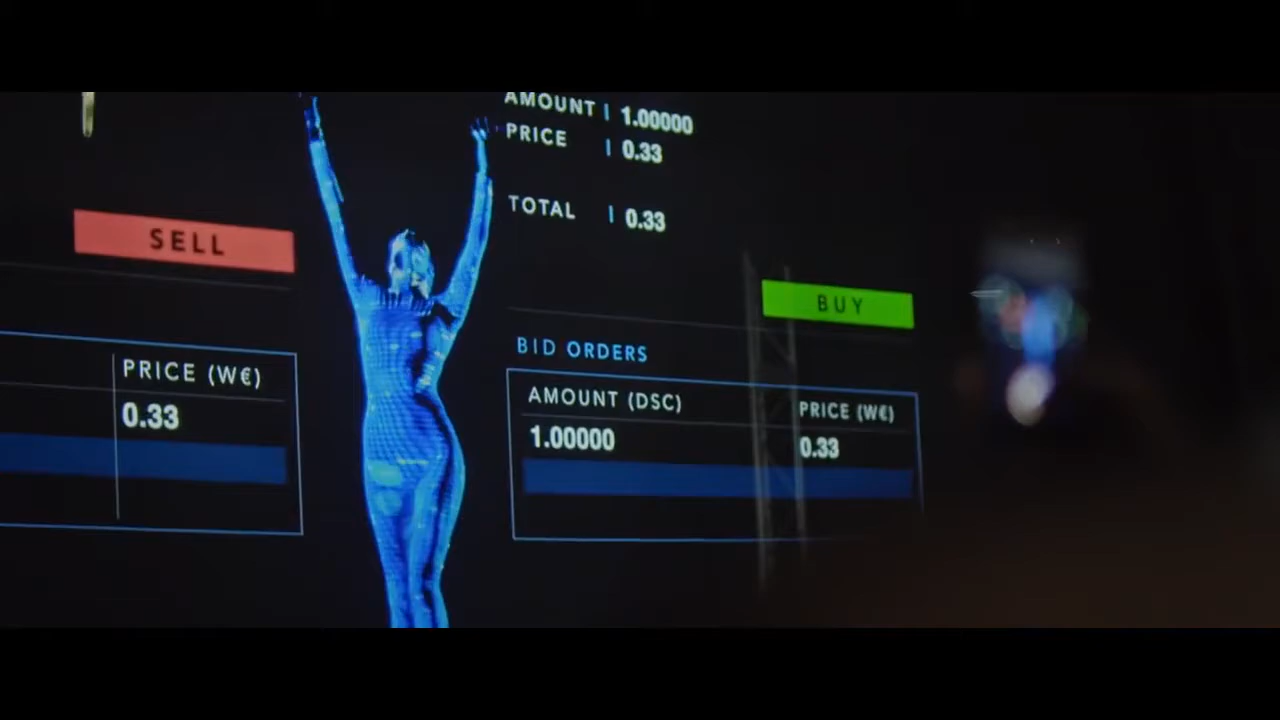 AMOUNT | 1.00000
PRICE | 0.33
TOTAL | 0.33
SELL
BUY
PRICE (W€)
0.33
BID ORDERS
AMOUNT (DSC) PRICE (W€)
1.00000 0.33